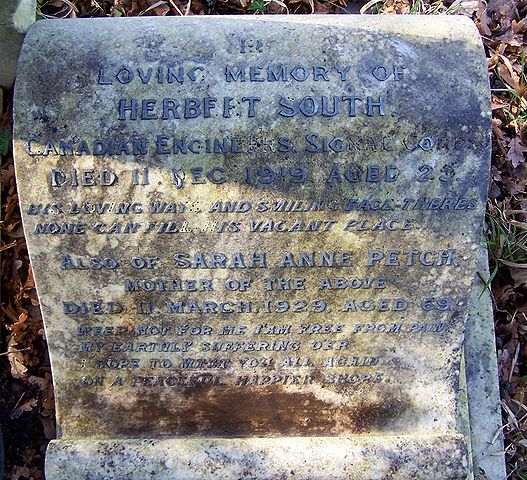 IN
LOVING MEMORY OF
HERBERT SOUTH.
CANADIAN ENGINEERS, SIGNAL CORPS
DIED 11 DEC 1919 AGED 25.
HIS LOVING WAYS AND SMILING FACE-THERES
NONE CAN FILL HIS VACANT PLACE
ALSO OF SARAH ANNE PETCH.
MOTHER OF THE ABOVE
DIED 11. MARCH, 1929. AGED 69.
WEEP NOT FOR ME I'AM FREE FROM PAIN
MY EARTHLY SUFFERING O'ER
I HOPE TO MEET YOU ALL AGAIN
ON A PEACEFUL HAPPIER SHORE.